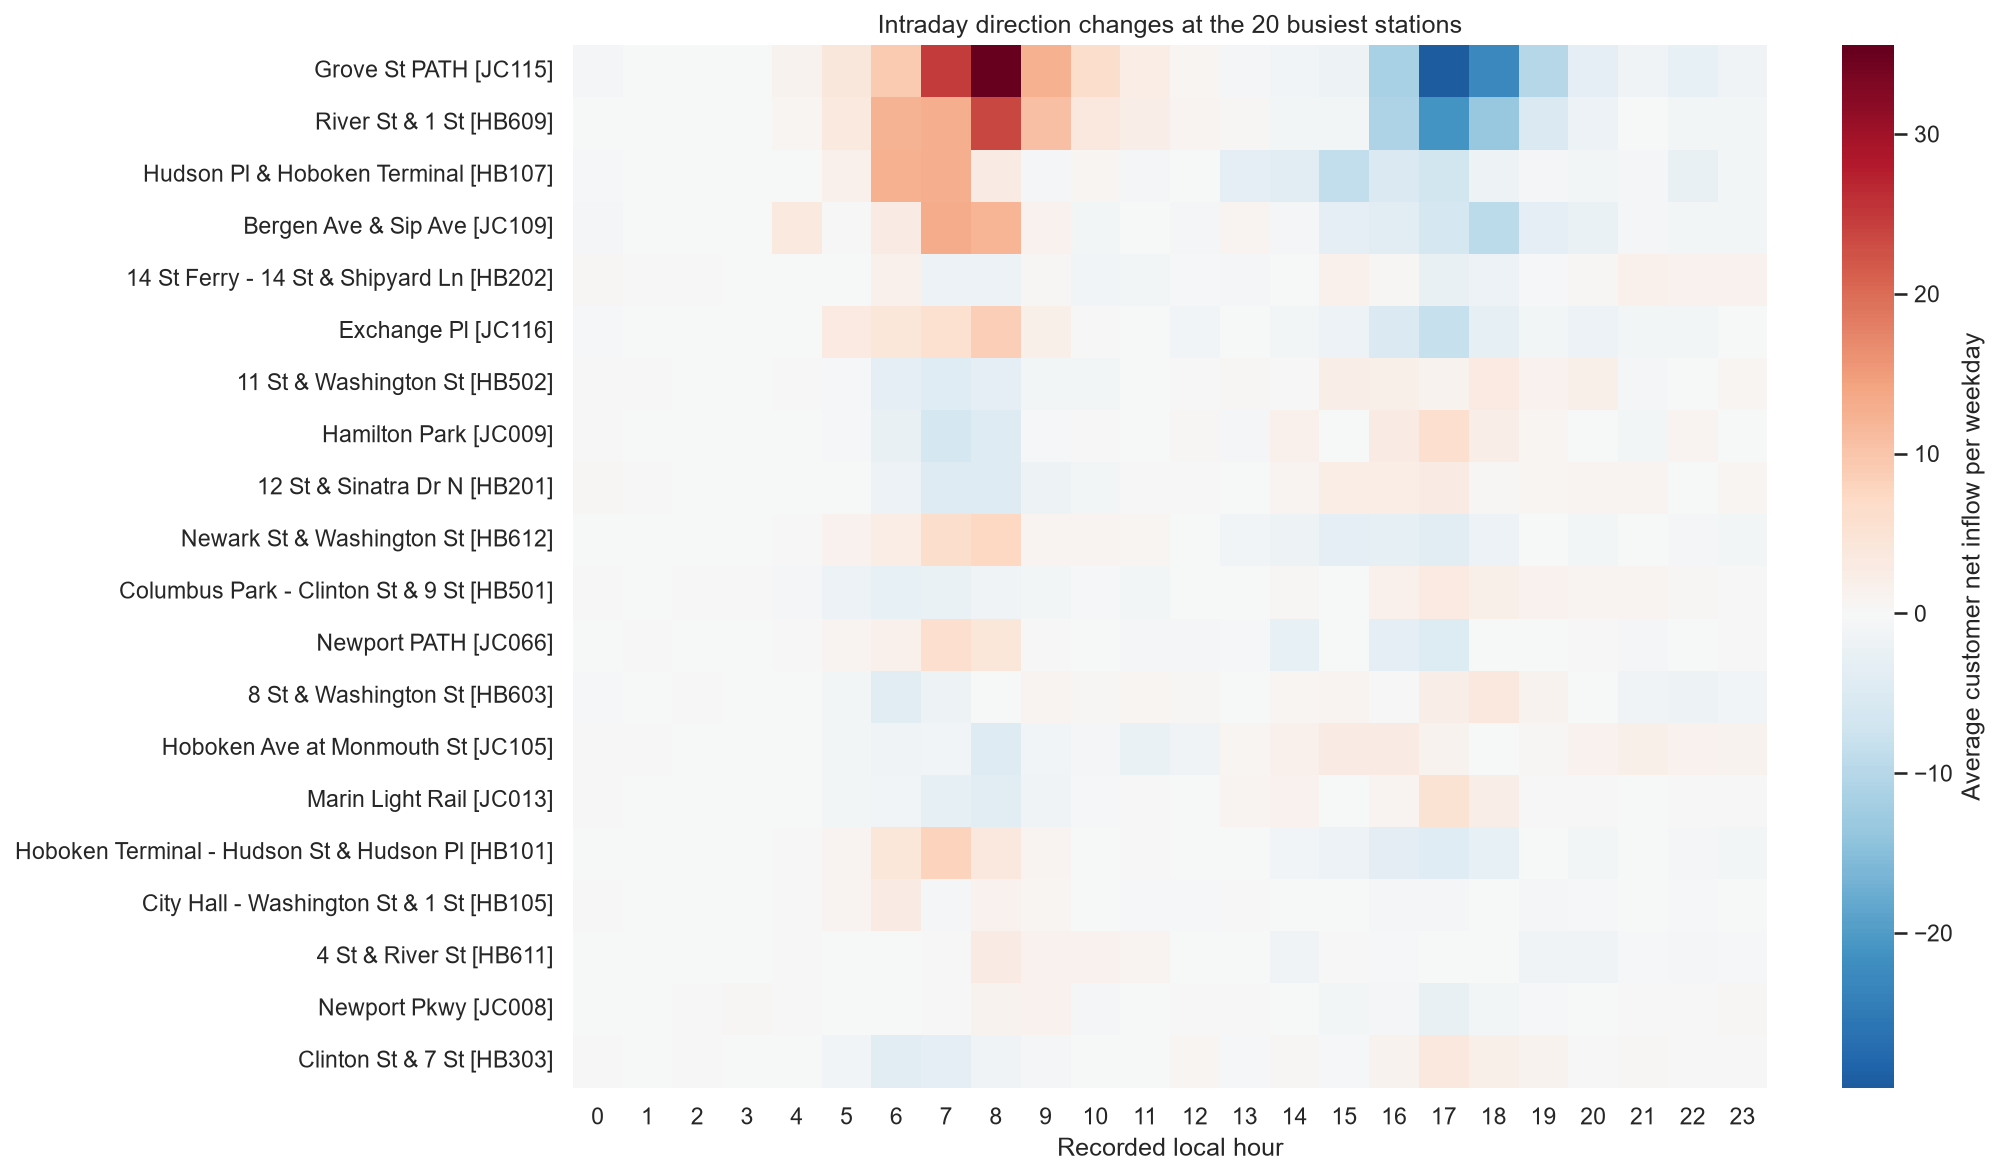 Intraday direction changes at the 20 busiest stations
Grove St PATH [JC115]
River St & 1 St [HB609]
Hudson Pl & Hoboken Terminal [HB107]
Bergen Ave & Sip Ave [JC109]
14 St Ferry - 14 St & Shipyard Ln [HB202]
Exchange Pl [JC116]
11 St & Washington St [HB502]
Hamilton Park [JC009]
12 St & Sinatra Dr N [HB201]
Newark St & Washington St [HB612]
Columbus Park - Clinton St & 9 St [HB501]
Newport PATH [JC066]
8 St & Washington St [HB603]
Hoboken Ave at Monmouth St [JC105]
Marin Light Rail [JC013]
Hoboken Terminal - Hudson St & Hudson Pl [HB101]
City Hall - Washington St & 1 St [HB105]
4 St & River St [HB611]
Newport Pkwy [JC008]
Clinton St & 7 St [HB303]
0 1 2 3 4 5 6 7 8 9 10 11 12 13 14 15 16 17 18 19 20 21 22 23
Recorded local hour
30
20
10
0
−10
−20
Average customer net inflow per weekday